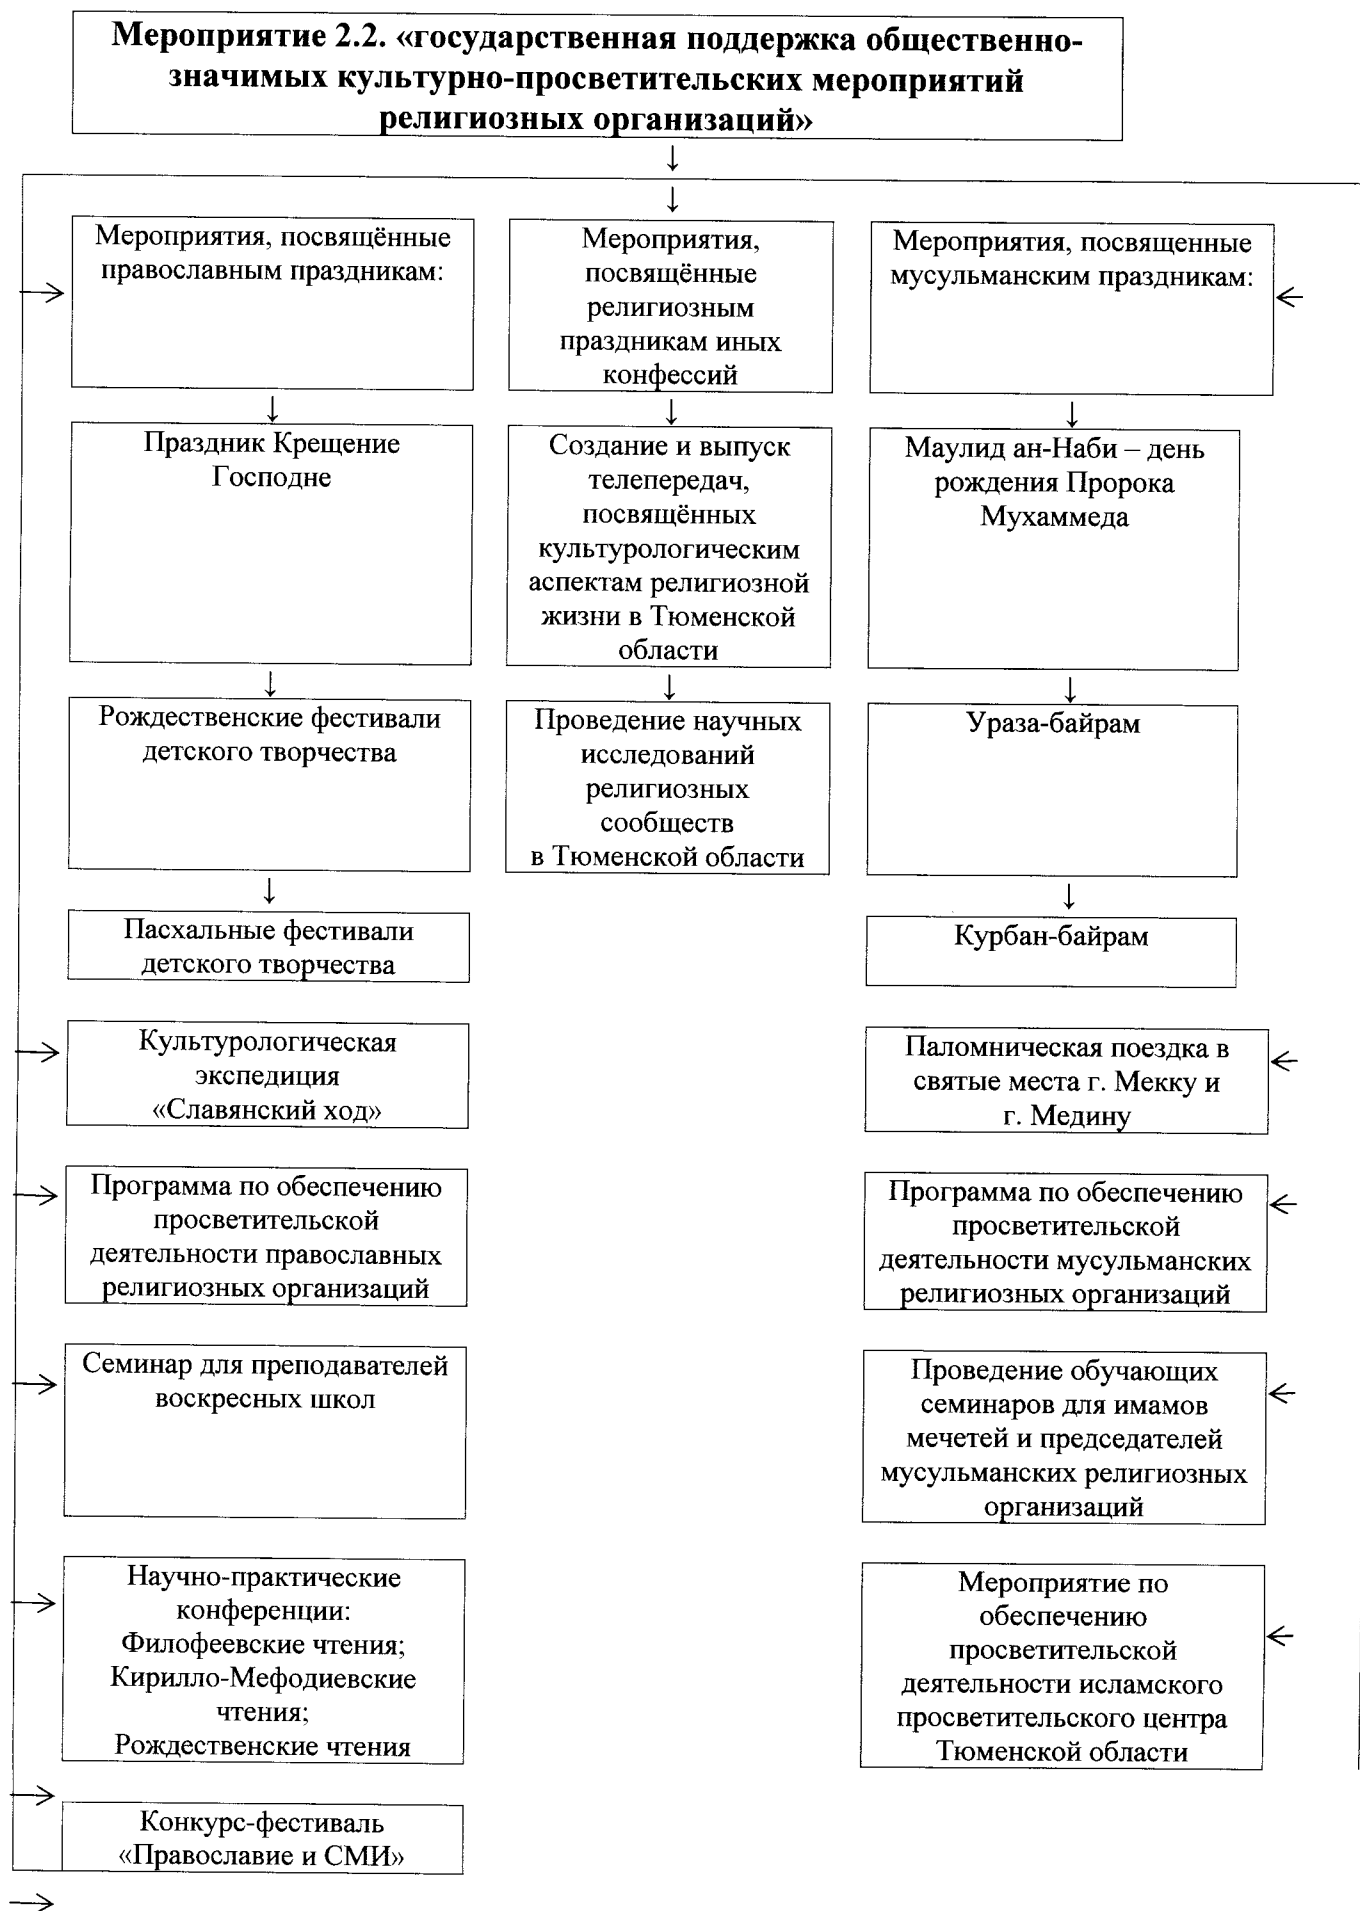 Мероприятие 2.2. «государственная поддержка общественно-
значимых культурно-просветительских мероприятий
религиозных организаций»
Мероприятия, посвящённые
православным праздникам:
Мероприятия,
посвящённые
религиозным
праздникам иных
конфессий
Мероприятия, посвященные
мусульманским праздникам:
Праздник Крещение
Господне
Создание и выпуск
телепередач,
посвящённых
культурологическим
аспектам религиозной
жизни в Тюменской
области
Маулид ан-Наби – день
рождения Пророка
Мухаммеда
Рождественские фестивали
детского творчества
Проведение научных
исследований
религиозных
сообществ
в Тюменской области
Ураза-байрам
Пасхальные фестивали
детского творчества
Курбан-байрам
Культурологическая
экспедиция
«Славянский ход»
Паломническая поездка в
святые места г. Мекку и
г. Медину
Программа по обеспечению
просветительской
деятельности православных
религиозных организаций
Программа по обеспечению
просветительской
деятельности мусульманских
религиозных организаций
Семинар для преподавателей
воскресных школ
Проведение обучающих
семинаров для имамов
мечетей и председателей
мусульманских религиозных
организаций
Научно-практические
конференции:
Филофеевские чтения;
Кирилло-Мефодиевские
чтения;
Рождественские чтения
Мероприятие по
обеспечению
просветительской
деятельности исламского
просветительского центра
Тюменской области
Конкурс-фестиваль
«Православие и СМИ»